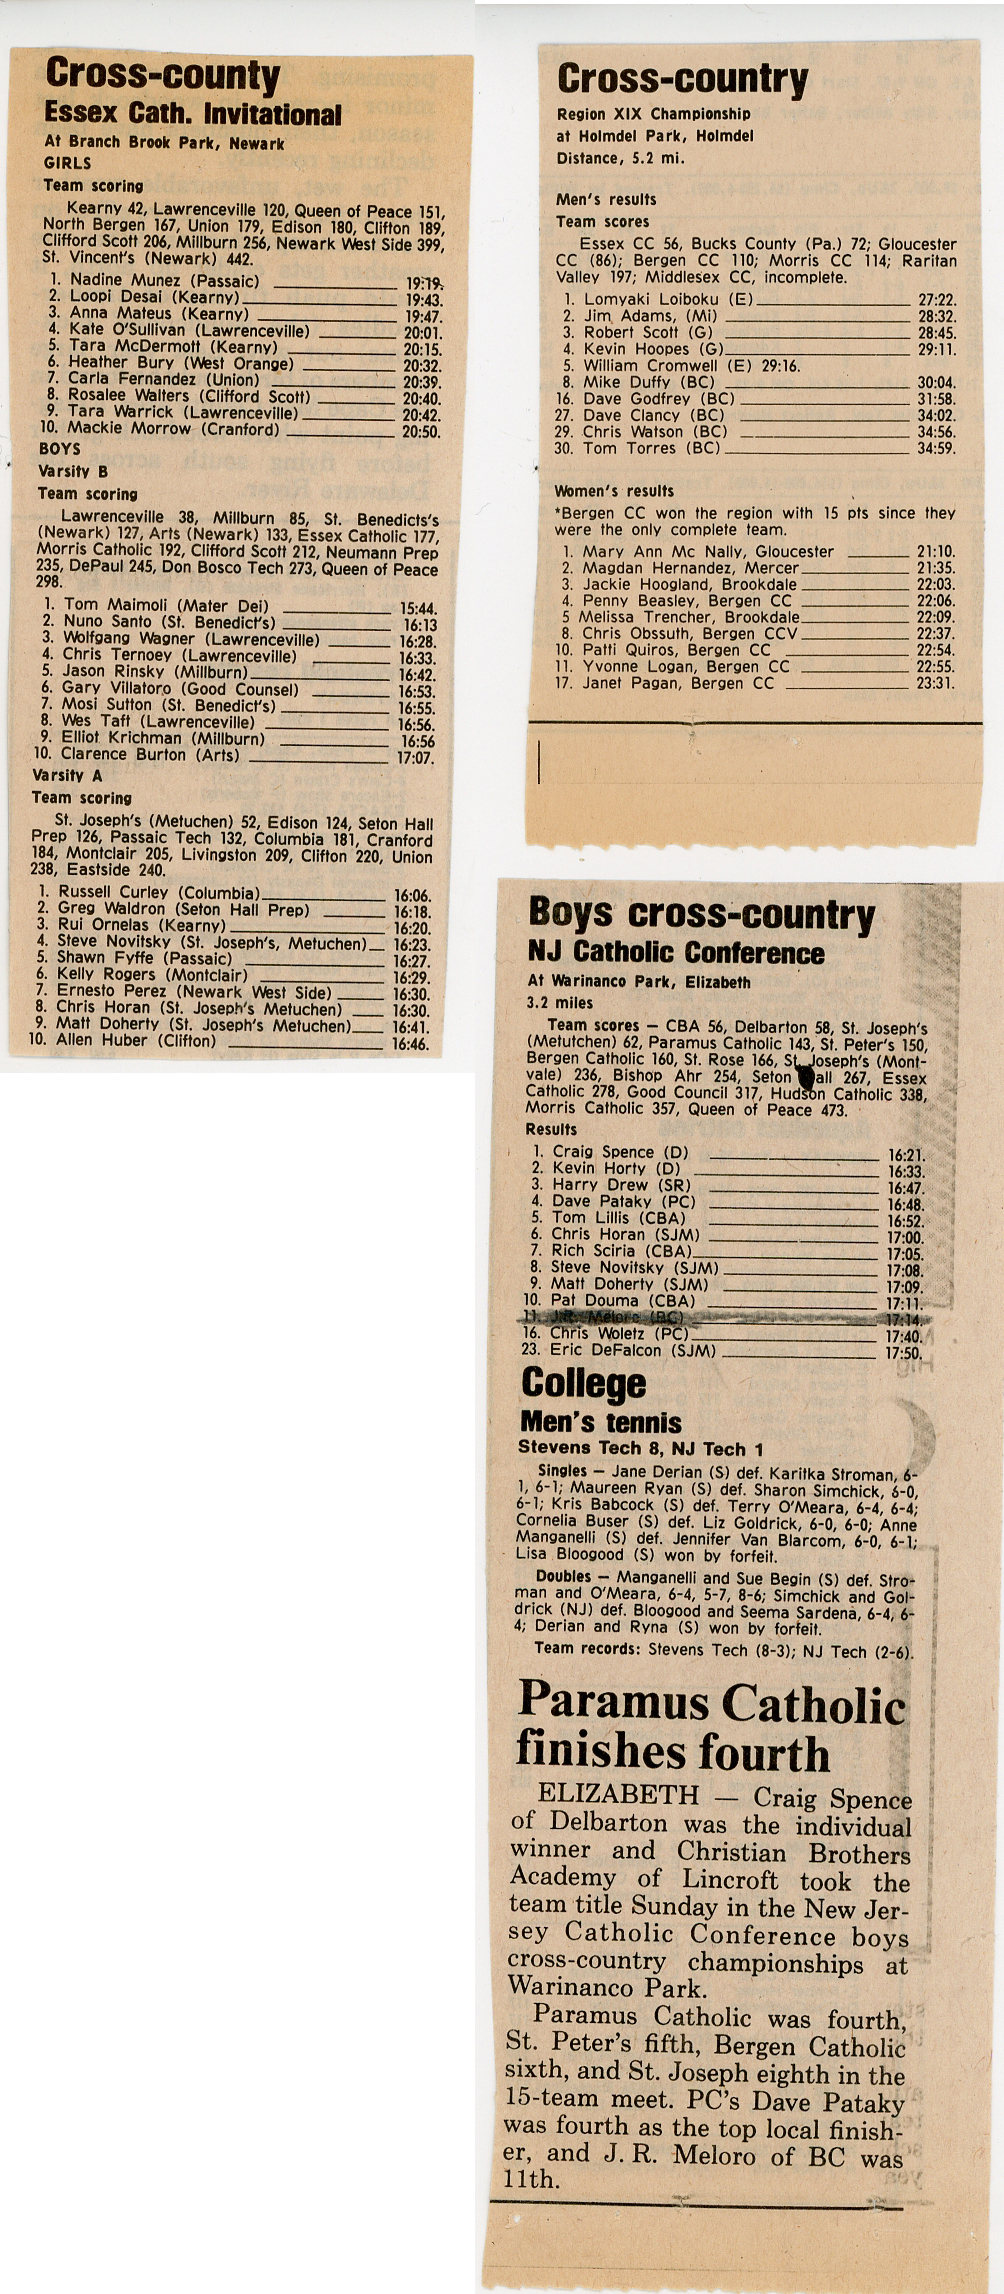 Cross-county
Essex Cath. Invitational
At Branch Brook Park, Newark
GIRLS
Team scoring
Kearny 42, Lawrenceville 120, Queen of Peace 151,
North Bergen 167, Union 179, Edison 180, Clifton 189,
Clifford Scott 206, Millburn 256, Newark West Side 399,
St. Vincent's (Newark) 442.
1. Nadine Munez (Passaic) 19:19.
2. Loopi Desai (Kearny) 19:43.
3. Anna Mateus (Kearny) 19:47.
4. Kate O'Sullivan (Lawrenceville) 20:01.
5. Tara McDermott (Kearny) 20:15.
6. Heather Bury (West Orange) 20:32.
7. Carla Fernandez (Union) 20:39.
8. Rosalee Walters (Clifford Scott) 20:40.
9. Tara Warrick (Lawrenceville) 20:42.
10. Mackie Morrow (Cranford) 20:50.
BOYS
Varsity B
Team scoring
Lawrenceville 38, Millburn 85, St. Benedicts's
(Newark) 127, Arts (Newark) 133, Essex Catholic 177,
Morris Catholic 192, Clifford Scott 212, Neumann Prep
235, DePaul 245, Don Bosco Tech 273, Queen of Peace
298.
1. Tom Maimoli (Mater Dei) 15:44.
2. Nuno Santo (St. Benedict's) 16:13
3. Wolfgang Wagner (Lawrenceville) 16:28.
4. Chris Ternoey (Lawrenceville) 16:33.
5. Jason Rinsky (Millburn) 16:42.
6. Gary Villatoro (Good Counsel) 16:53.
7. Mosi Sutton (St. Benedict's) 16:55.
8. Wes Taft (Lawrenceville) 16:56.
9. Elliot Krichman (Millburn) 16:56
10. Clarence Burton (Arts) 17:07.
Varsity A
Team scoring
St. Joseph's (Metuchen) 52, Edison 124, Seton Hall
Prep 126, Passaic Tech 132, Columbia 181, Cranford
184, Montclair 205, Livingston 209, Clifton 220, Union
238, Eastside 240.
1. Russell Curley (Columbia) 16:06.
2. Greg Waldron (Seton Hall Prep) 16:18.
3. Rui Ornelas (Kearny) 16:20.
4. Steve Novitsky (St. Joseph's, Metuchen) 16:23.
5. Shawn Fyffe (Passaic) 16:27.
6. Kelly Rogers (Montclair) 16:29.
7. Ernesto Perez (Newark West Side) 16:30.
8. Chris Horan (St. Joseph's Metuchen) 16:30.
9. Matt Doherty (St. Joseph's Metuchen) 16:41.
10. Allen Huber (Clifton) 16:46.
Cross-country
Region XIX Championship
at Holmdel Park, Holmdel
Distance, 5.2 mi.
Men's results
Team scores
Essex CC 56, Bucks County (Pa.) 72; Gloucester
CC (86); Bergen CC 110; Morris CC 114; Raritan
Valley 197; Middlesex CC, incomplete.
1. Lomyaki Loiboku (E) 27:22.
2. Jim Adams, (Mi) 28:32.
3. Robert Scott (G) 28:45.
4. Kevin Hoopes (G) 29:11.
5. William Cromwell (E) 29:16.
8. Mike Duffy (BC) 30:04.
16. Dave Godfrey (BC) 31:58.
27. Dave Clancy (BC) 34:02.
29. Chris Watson (BC) 34:56.
30. Tom Torres (BC) 34:59.
Women's results
*Bergen CC won the region with 15 pts since they
were the only complete team.
1. Mary Ann Mc Nally, Gloucester 21:10.
2. Magdan Hernandez, Mercer 21:35.
3. Jackie Hoogland, Brookdale 22:03.
4. Penny Beasley, Bergen CC 22:06.
5 Melissa Trencher, Brookdale 22:09.
8. Chris Obssuth, Bergen CCV 22:37.
10. Patti Quiros, Bergen CC 22:54.
11. Yvonne Logan, Bergen CC 22:55.
17. Janet Pagan, Bergen CC 23:31.
Boys cross-country
NJ Catholic Conference
At Warinanco Park, Elizabeth
3.2 miles
Team scores — CBA 56, Delbarton 58, St. Joseph's
(Metutchen) 62, Paramus Catholic 143, St. Peter's 150,
Bergen Catholic 160, St. Rose 166, St. Joseph's (Mont-
vale) 236, Bishop Ahr 254, Seton all 267, Essex
Catholic 278, Good Council 317, Hudson Catholic 338,
Morris Catholic 357, Queen of Peace 473.
Results
1. Craig Spence (D) 16:21.
2. Kevin Horty (D) 16:33.
3. Harry Drew (SR) 16:47.
4. Dave Pataky (PC) 16:48.
5. Tom Lillis (CBA) 16:52.
6. Chris Horan (SJM) 17:00.
7. Rich Sciria (CBA) 17:05.
8. Steve Novitsky (SJM) 17:08.
9. Matt Doherty (SJM) 17:09.
10. Pat Douma (CBA) 17:11.
11. J.R. (BC) 17:14.
16. Chris Woletz (PC) 17:40.
23. Eric DeFalcon (SJM) 17:50.
College
Men's tennis
Stevens Tech 8, NJ Tech 1
Singles — Jane Derian (S) def. Karitka Stroman, 6-
1, 6-1; Maureen Ryan (S) def. Sharon Simchick, 6-0,
6-1; Kris Babcock (S) def. Terry O'Meara, 6-4, 6-4;
Cornelia Buser (S) def. Liz Goldrick, 6-0, 6-0; Anne
Manganelli (S) def. Jennifer Van Blarcom, 6-0, 6-1;
Lisa Bloogood (S) won by forfeit.
Doubles — Manganelli and Sue Begin (S) def. Stro-
man and O'Meara, 6-4, 5-7, 8-6; Simchick and Gol-
drick (NJ) def. Bloogood and Seema Sardena, 6-4, 6-
4; Derian and Ryna (S) won by forfeit.
Team records: Stevens Tech (8-3); NJ Tech (2-6).
Paramus Catholic
finishes fourth
ELIZABETH — Craig Spence
of Delbarton was the individual
winner and Christian Brothers
Academy of Lincroft took the
team title Sunday in the New Jer-
sey Catholic Conference boys
cross-country championships at
Warinanco Park.
Paramus Catholic was fourth,
St. Peter's fifth, Bergen Catholic
sixth, and St. Joseph eighth in the
15-team meet. PC's Dave Pataky
was fourth as the top local finish-
er, and J. R. Meloro of BC was
11th.